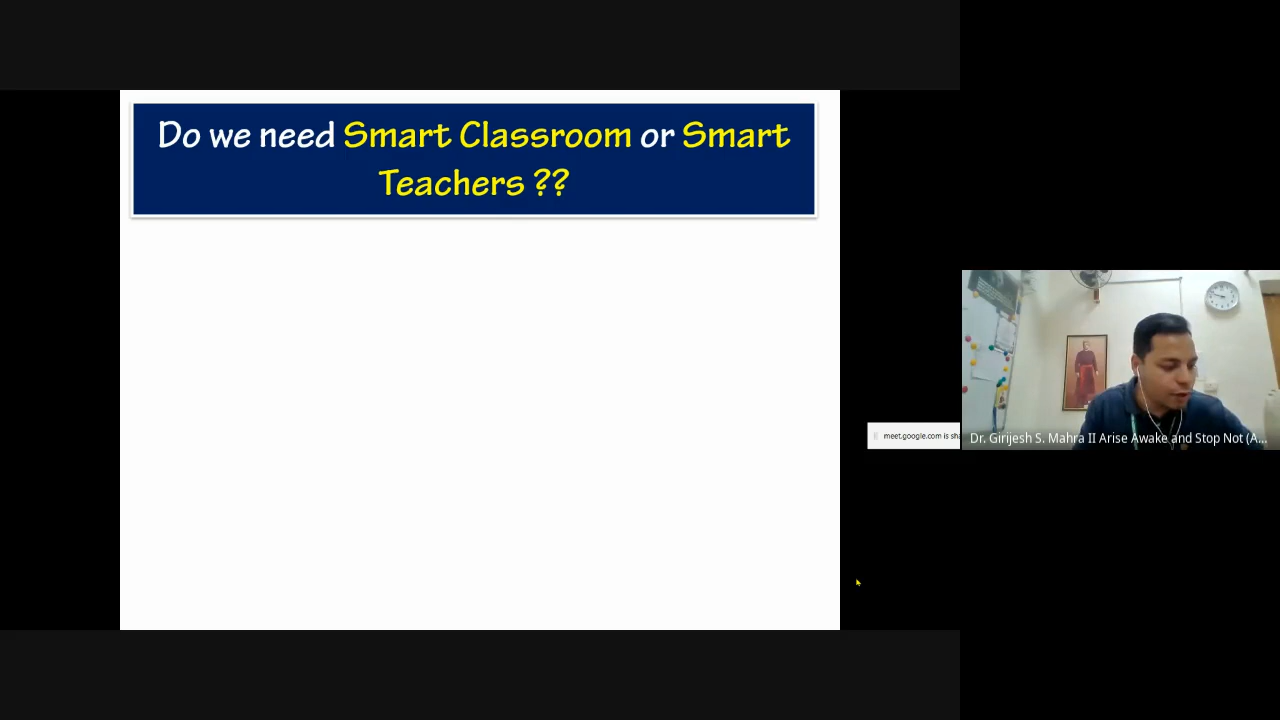 Do we need Smart Classroom or Smart
Teachers ??
meet.google.com is sha
Dr. Girijesh S. Mahra II Arise Awake and Stop Not (A...